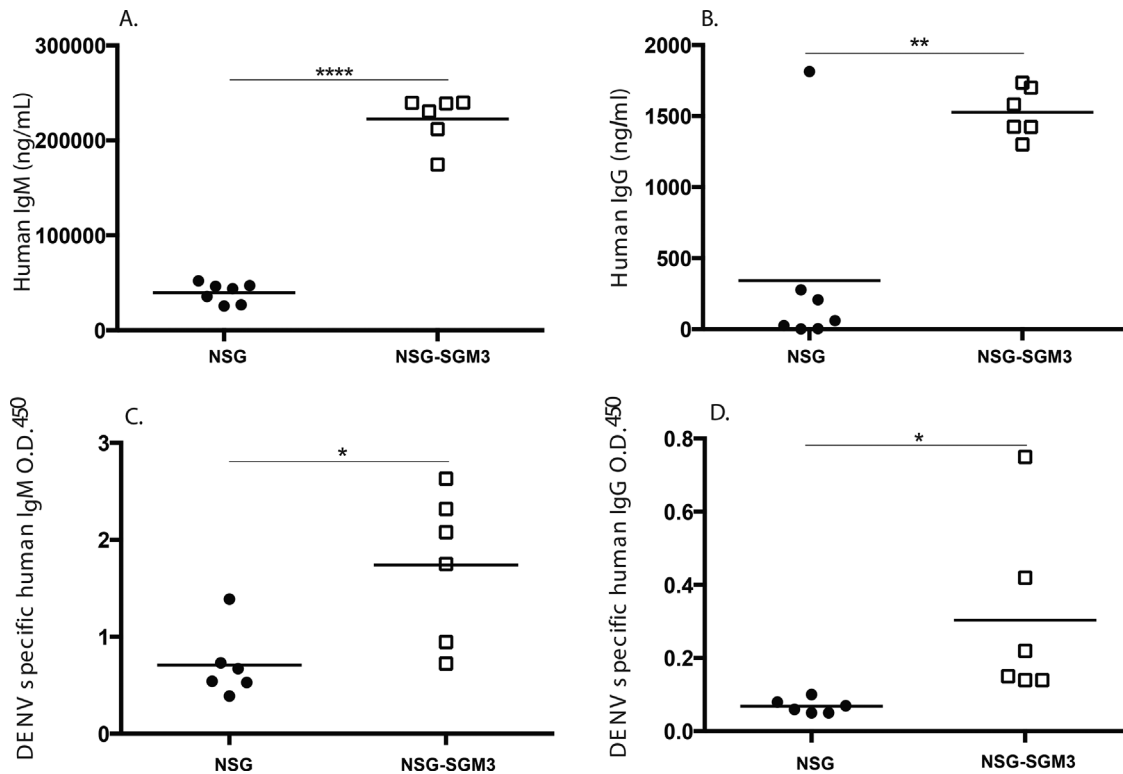 A.
Human IgM (ng/mL)
300000
200000
100000
0
****
NSG
NSG-SGM3
B.
Human IgG (ng/ml)
2000
1500
1000
500
0
**
NSG
NSG-SGM3
C.
DENV specific human IgM O.D.450
3
2
1
0
*
NSG
NSG-SGM3
D.
DENV specific human IgG O.D.450
0.8
0.6
0.4
0.2
0.0
*
NSG
NSG-SGM3